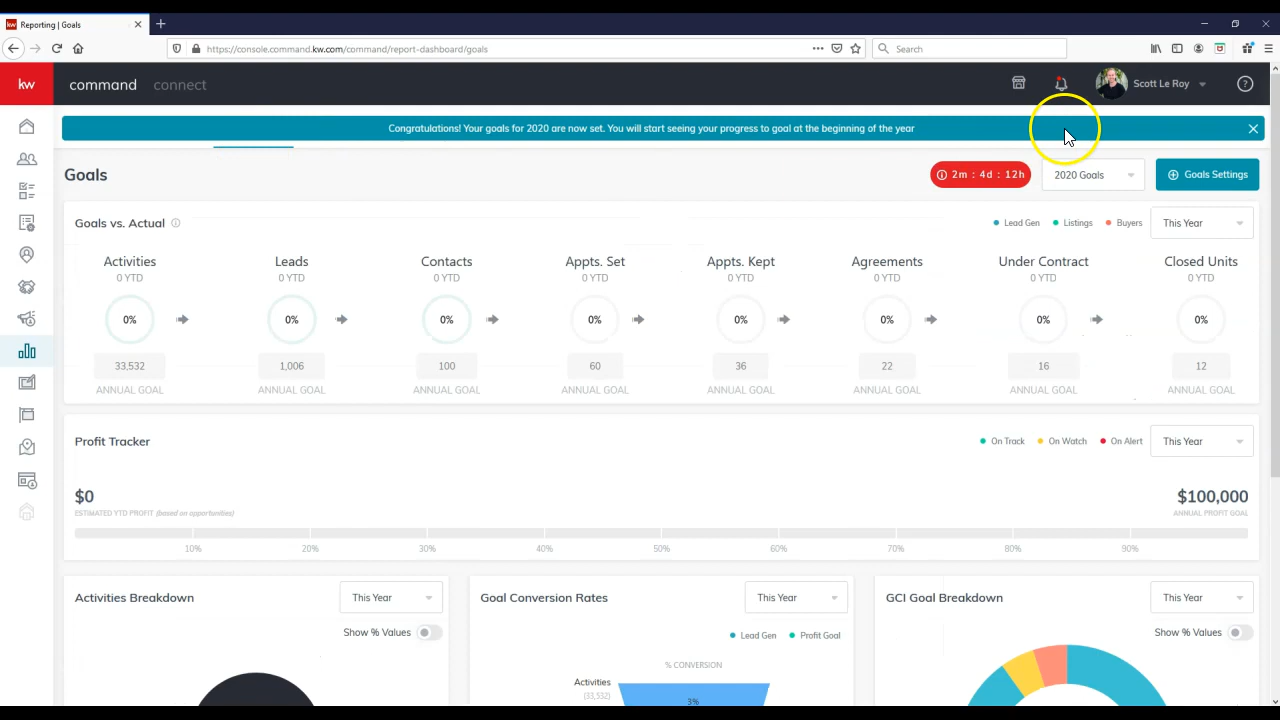 kw Reporting | Goals
https://console.command.kw.com/command/report-dashboard/goals
Search
kw
command connect
Scott Le Roy
Congratulations! Your goals for 2020 are now set. You will start seeing your progress to goal at the beginning of the year
Goals
2m : 4d : 12h
2020 Goals
Goals Settings
Goals vs. Actual
Lead Gen Listings Buyers
This Year
Activities Leads Contacts Appts. Set Appts. Kept Agreements Under Contract Closed Units
0 YTD 0 YTD 0 YTD 0 YTD 0 YTD 0 YTD 0 YTD 0 YTD
0% 0% 0% 0% 0% 0% 0% 0%
33,532 1,006 100 60 36 22 16 12
ANNUAL GOAL ANNUAL GOAL ANNUAL GOAL ANNUAL GOAL ANNUAL GOAL ANNUAL GOAL ANNUAL GOAL ANNUAL GOAL
Profit Tracker
On Track On Watch On Alert
This Year
$0 $100,000
ESTIMATED YTD PROFIT (based on opportunities) ANNUAL PROFIT GOAL
10% 20% 30% 40% 50% 60% 70% 80% 90%
Activities Breakdown
This Year
Show % Values
Goal Conversion Rates
This Year
Lead Gen Profit Goal
% CONVERSION
Activities
(33,532)
3%
GCI Goal Breakdown
This Year
Show % Values